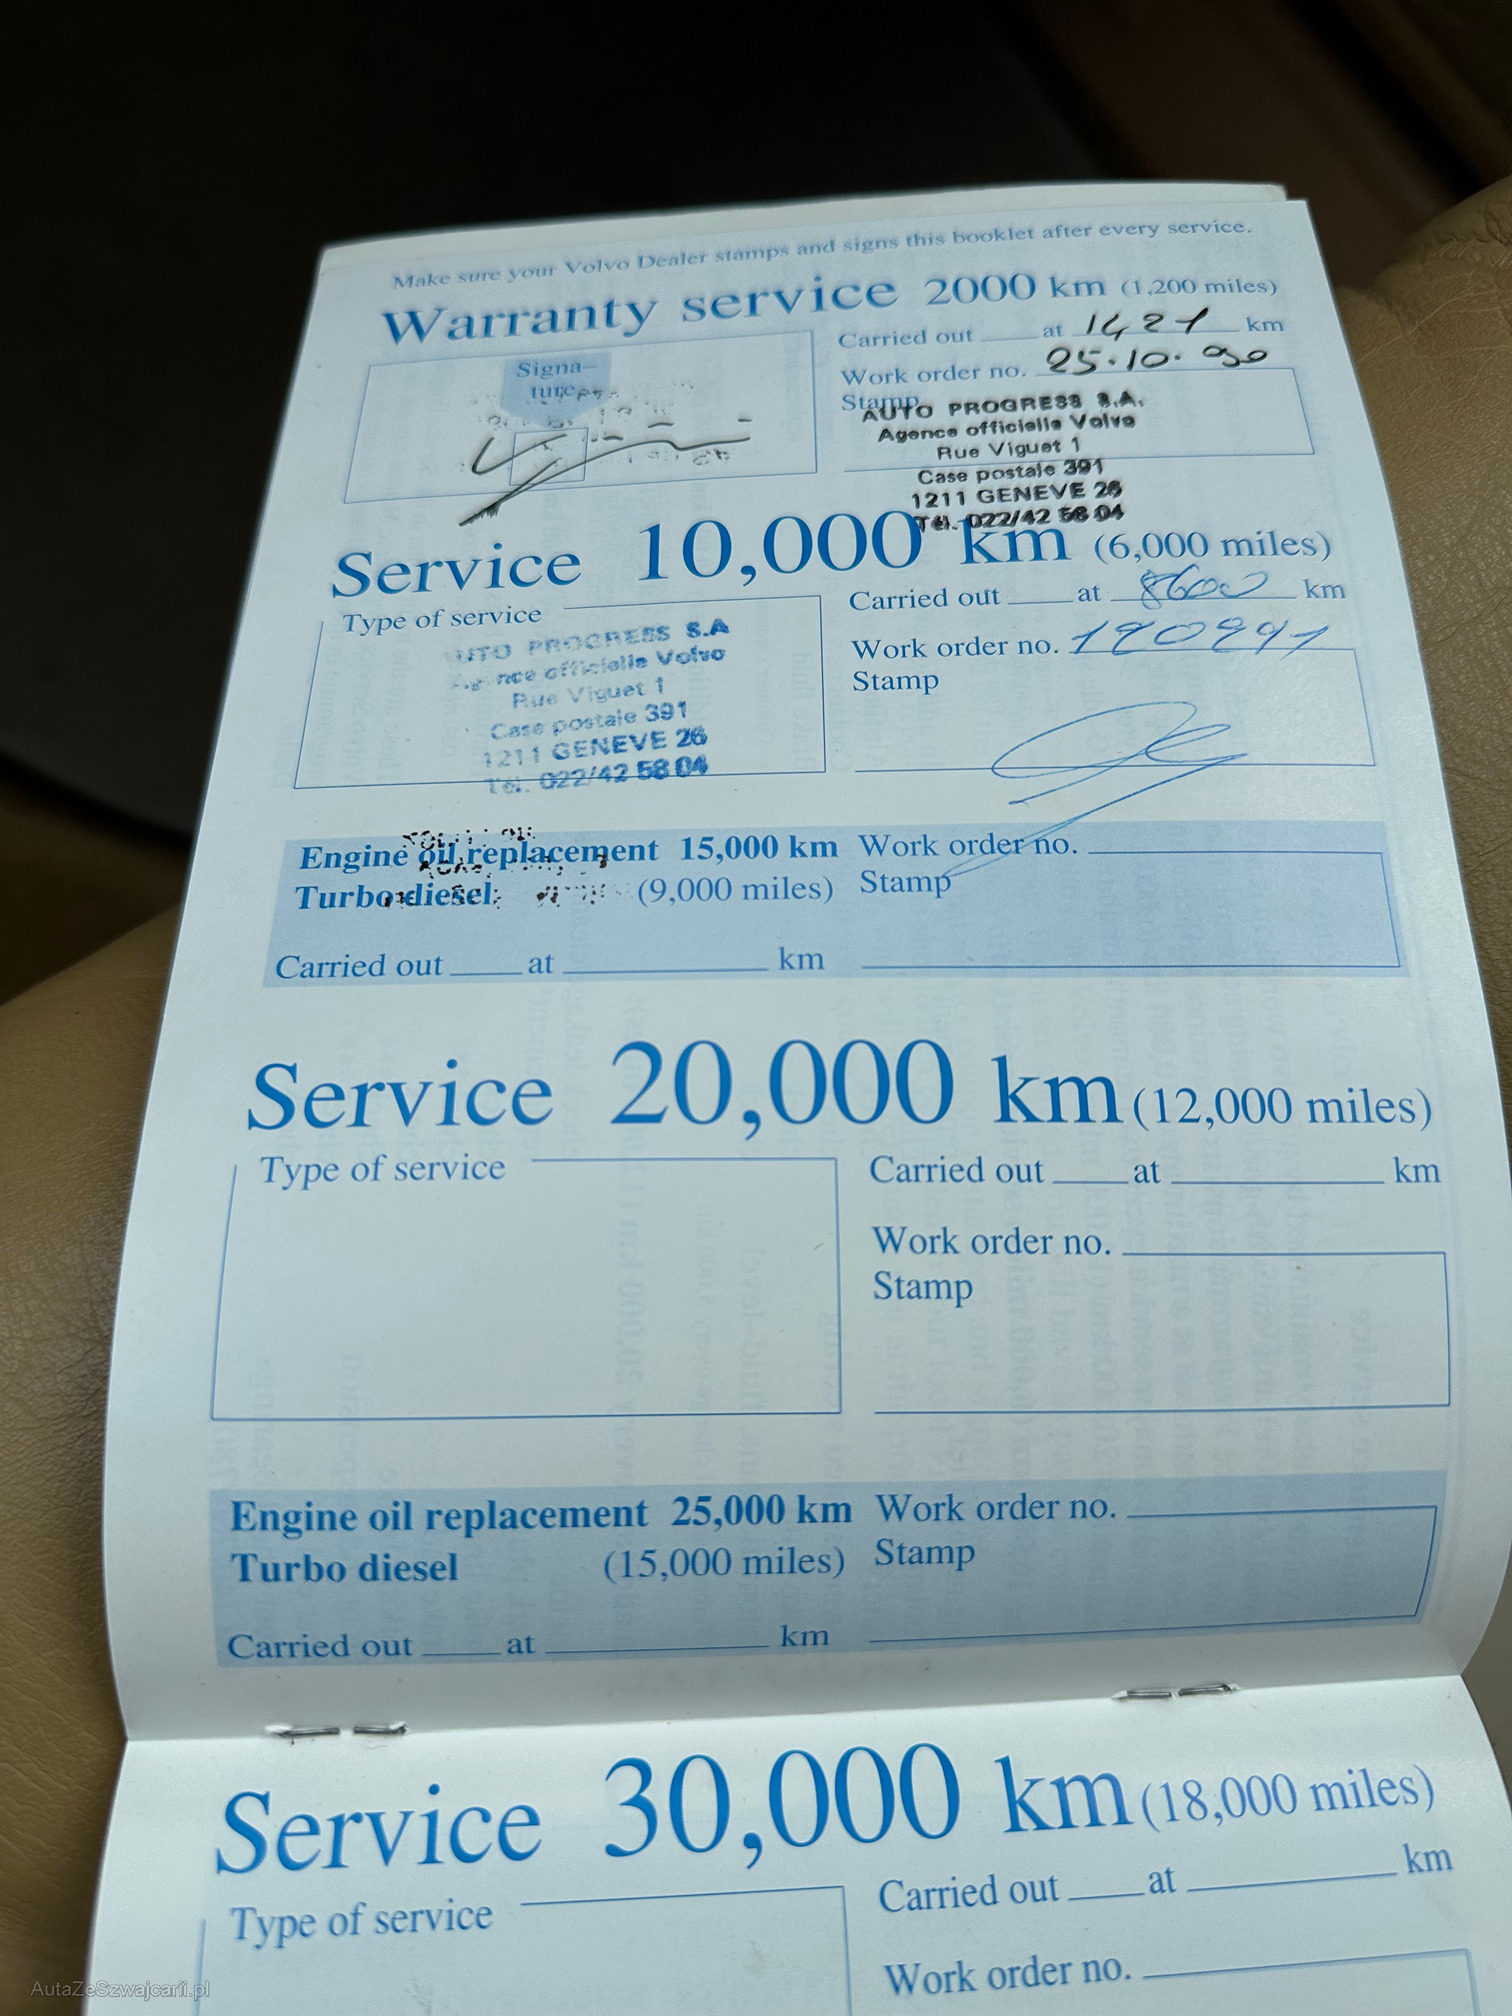 Make sure your Volvo Dealer stamps and signs this booklet after every service.
Warranty service 2000 km (1,200 miles)
Signa-
ture
Carried out at 1421 km
Work order no. 25.10.90
Stamp
AUTO PROGRESS S.A.
Agence officielle Volvo
Rue Viguet 1
Case postale 391
1211 GENEVE 26
Tél. 022/42 58 04
Service 10,000 km (6,000 miles)
Type of service
AUTO PROGRESS S.A
Agence officielle Volvo
Rue Viguet 1
Case postale 391
1211 GENEVE 26
Tél. 022/42 58 04
Carried out at 8600 km
Work order no. 190991
Stamp
Engine oil replacement 15,000 km
Turbo diesel (9,000 miles)
Carried out at km
Work order no.
Stamp
Service 20,000 km (12,000 miles)
Type of service
Carried out at km
Work order no.
Stamp
Engine oil replacement 25,000 km
Turbo diesel (15,000 miles)
Carried out at km
Work order no.
Stamp
Service 30,000 km (18,000 miles)
Type of service
Carried out at km
Work order no.
AutaZeSzwajcarii.pl